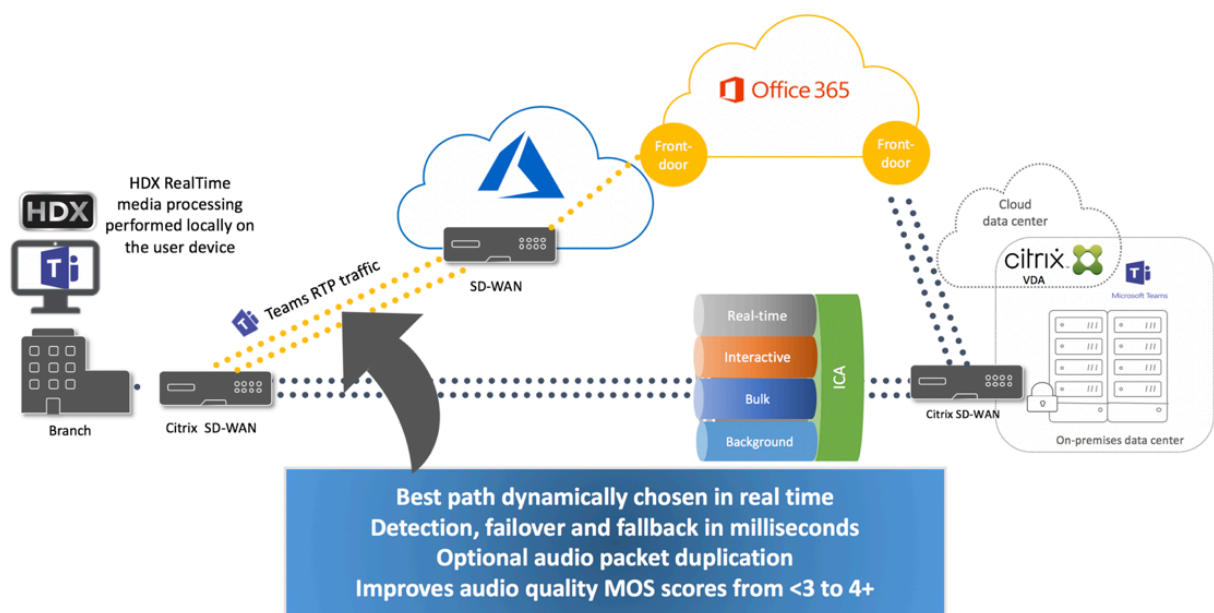 Office 365
Front-
door
Front-
door
HDX
HDX RealTime
media processing
performed locally on
the user device
Cloud
data center
citrix
VDA
T
Microsoft Teams
T
Teams RTP traffic
SD-WAN
Real-time
Interactive
Bulk
Background
ICA
Branch
Citrix SD-WAN
Citrix SD-WAN
On-premises data center
Best path dynamically chosen in real time
Detection, failover and fallback in milliseconds
Optional audio packet duplication
Improves audio quality MOS scores from <3 to 4+